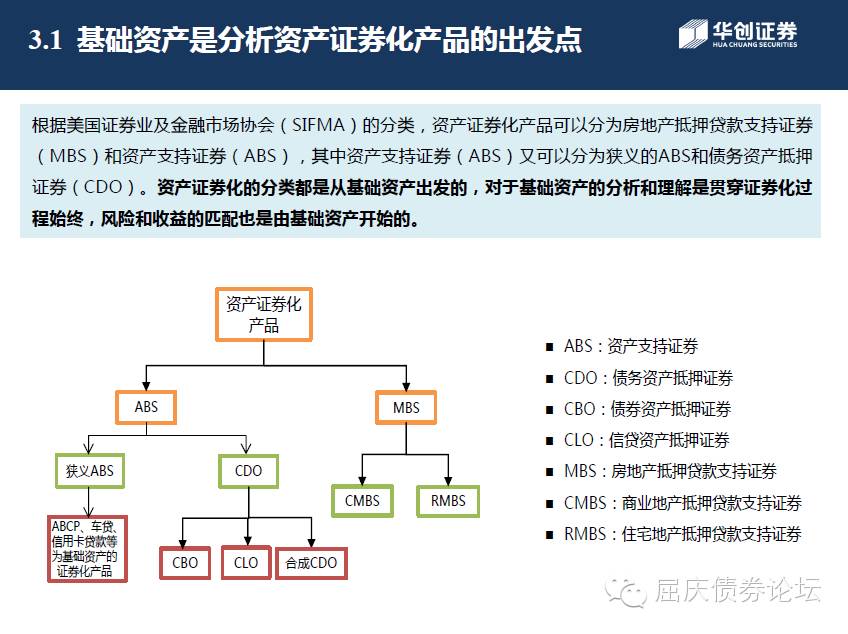 3.1 基础资产是分析资产证券化产品的出发点
华创证券
HUA CHUANG SECURITIES
根据美国证券业及金融市场协会（SIFMA）的分类，资产证券化产品可以分为房地产抵押贷款支持证券
（MBS）和资产支持证券（ABS），其中资产支持证券（ABS）又可以分为狭义的ABS和债务资产抵押
证券（CDO）。资产证券化的分类都是从基础资产出发的，对于基础资产的分析和理解是贯穿证券化过
程始终，风险和收益的匹配也是由基础资产开始的。
资产证券化
产品
ABS
MBS
狭义ABS
CDO
CMBS
RMBS
ABCP、车贷、
信用卡贷款等
为基础资产的
证券化产品
CBO
CLO
合成CDO
■ ABS：资产支持证券
■ CDO：债务资产抵押证券
■ CBO：债券资产抵押证券
■ CLO：信贷资产抵押证券
■ MBS：房地产抵押贷款支持证券
■ CMBS：商业地产抵押贷款支持证券
■ RMBS：住宅地产抵押贷款支持证券
屈庆债券论坛